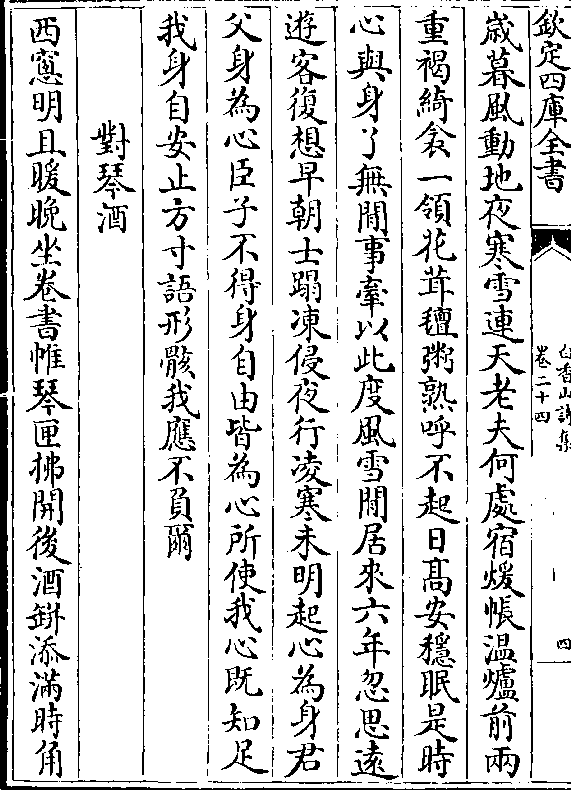 欽定四庫全書
白香山詩集
卷二十四
四
歳暮風動地夜寒雪連天老夫何處宿煖帳温爐前兩
重褐綺衾一領花茸氊粥熟呼不起日髙安穏眠是時
心與身了無閒事牽以此度風雪閒居來六年忽思逺
遊客復想早朝士蹋凍侵夜行凌寒未明起心為身君
父身為心臣子不得身自由皆為心所使我心既知足
我身自安止方寸語形骸我應不負爾
對琴酒
西窻明且暖晚坐卷書帷琴匣拂開後酒缾添滿時角